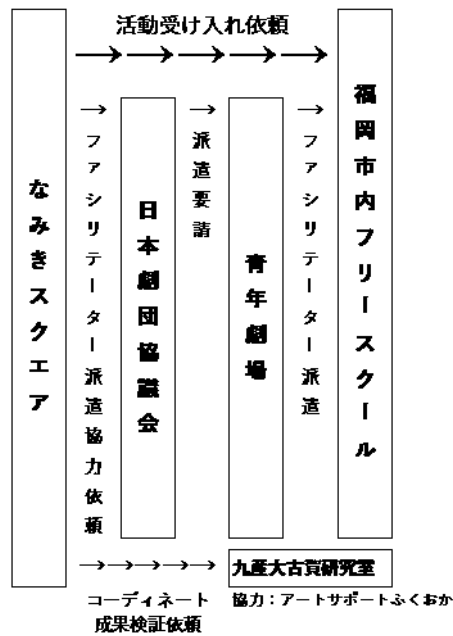 活動受け入れ依頼
なみきスクエア
ファシリテーター派遣協力依頼
日本劇団協議会
派遣要請
青年劇場
ファシリテーター派遣
福岡市内フリースクール
九産大古賀研究室
コーディネート
成果検証依頼
協力：アートサポートふくおか